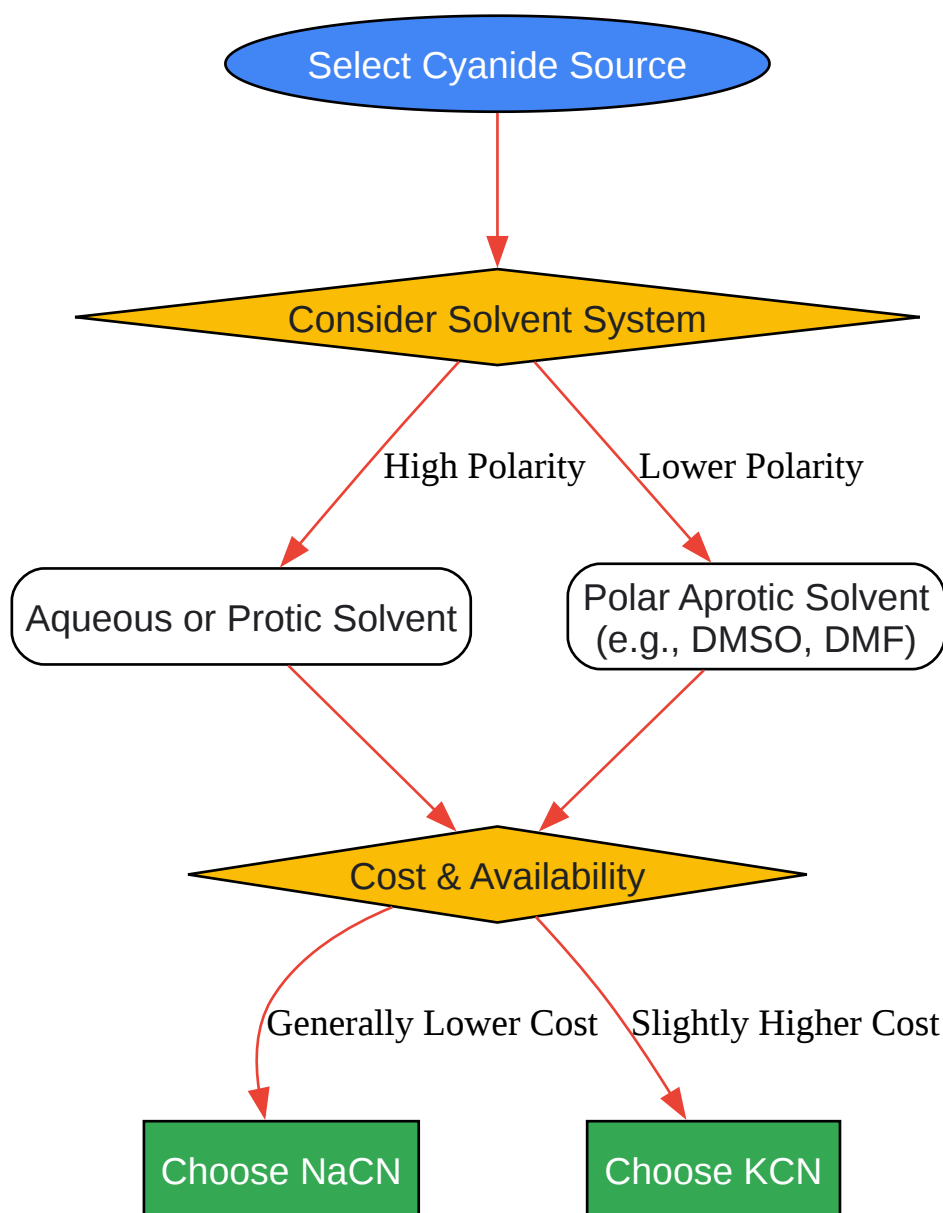 Select Cyanide Source
Consider Solvent System
High Polarity
Lower Polarity
Aqueous or Protic Solvent
Polar Aprotic Solvent
(e.g., DMSO, DMF)
Cost & Availability
Generally Lower Cost
Slightly Higher Cost
Choose NaCN
Choose KCN